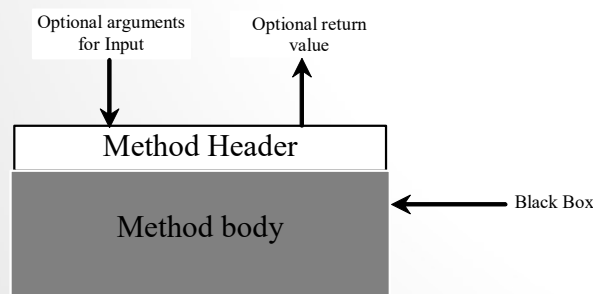 Optional arguments
for Input
Optional return
value
Method Header
Method body
Black Box